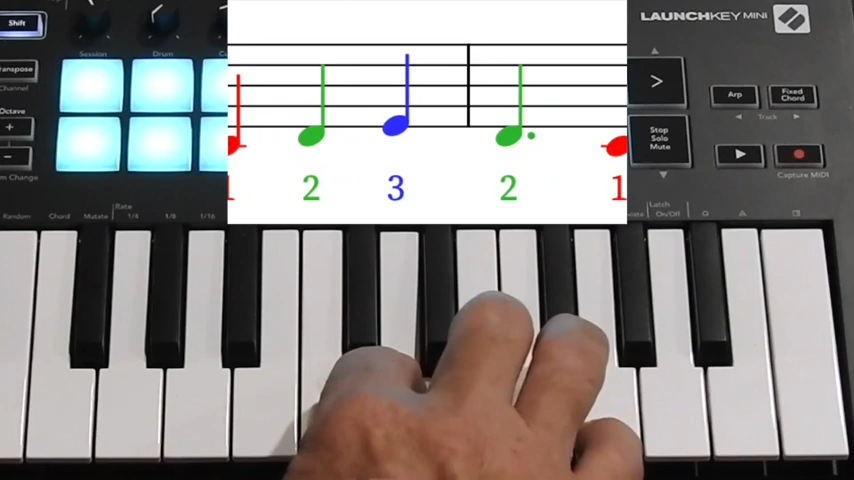 Shift
LAUNCHKEY MINI
Session
Drum
Transpose
Channel
>
Arp
Fixed
Chord
Track
Octave
+
Stop
Solo
Mute
-
Capture MIDI
1 2 3 2 1
Random
Chord
Mutate
Rate
1/4
1/8
1/16
Latch
On/Off